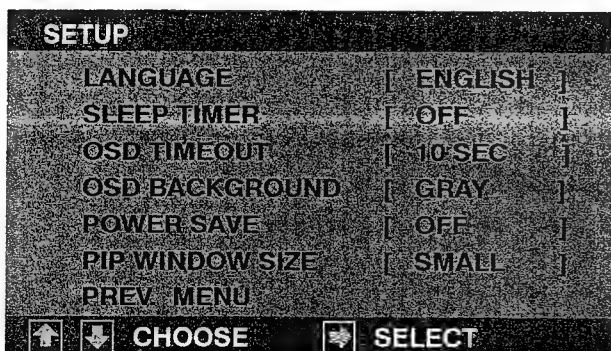 SETUP
LANGUAGE [ ENGLISH ]
SLEEP TIMER [ OFF ]
OSD TIMEOUT [ 10 SEC ]
OSD BACKGROUND [ GRAY ]
POWER SAVE [ OFF ]
PIP WINDOW SIZE [ SMALL ]
PREV. MENU
CHOOSE SELECT